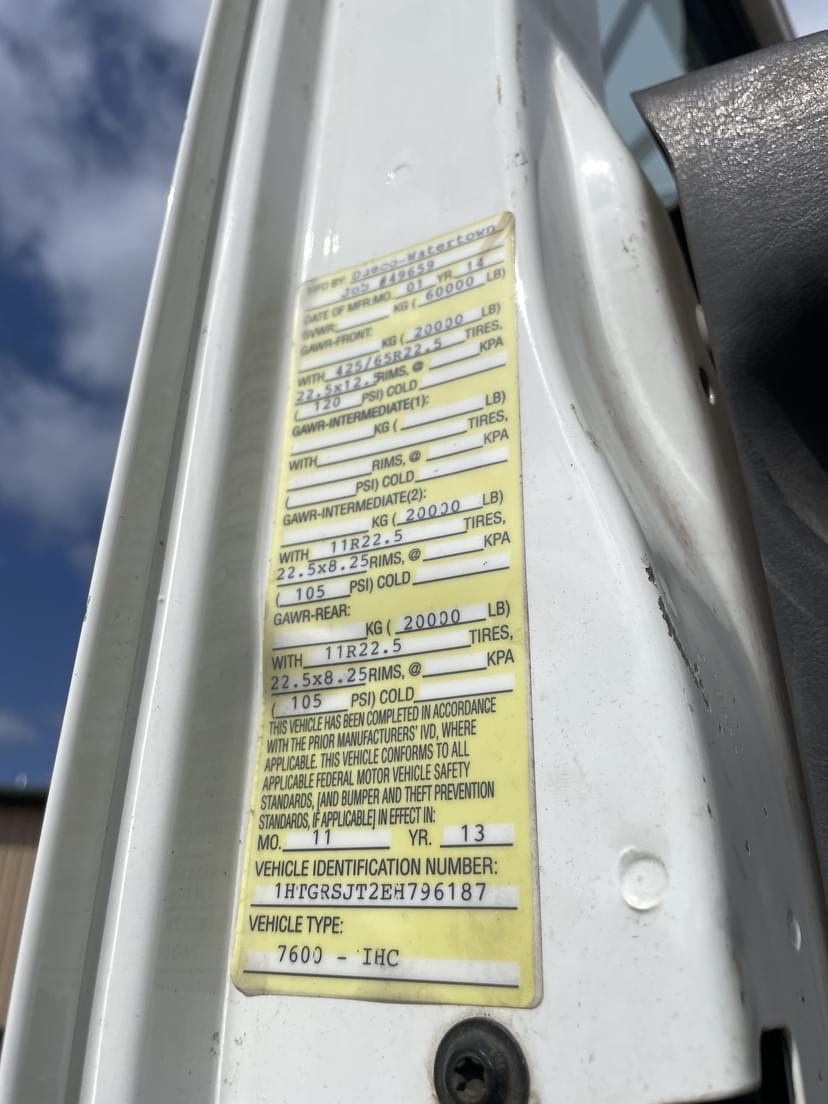 MFD BY: Dueco-Watertown
Job #49659
DATE OF MFR:MO. 01 YR. 14
GVWR: KG ( 60000 LB)
GAWR-FRONT:
KG ( 20000 LB)
WITH 425/65R22.5 TIRES,
22.5x12.5 RIMS, @ KPA
( 120 PSI) COLD
GAWR-INTERMEDIATE(1):
KG ( LB)
WITH TIRES,
RIMS, @ KPA
( PSI) COLD
GAWR-INTERMEDIATE(2):
KG ( 20000 LB)
WITH 11R22.5 TIRES,
22.5x8.25 RIMS, @ KPA
( 105 PSI) COLD
GAWR-REAR:
KG ( 20000 LB)
WITH 11R22.5 TIRES,
22.5x8.25 RIMS, @ KPA
( 105 PSI) COLD
THIS VEHICLE HAS BEEN COMPLETED IN ACCORDANCE
WITH THE PRIOR MANUFACTURERS' IVD, WHERE
APPLICABLE. THIS VEHICLE CONFORMS TO ALL
APPLICABLE FEDERAL MOTOR VEHICLE SAFETY
STANDARDS, [AND BUMPER AND THEFT PREVENTION
STANDARDS, IF APPLICABLE] IN EFFECT IN:
MO. 11 YR. 13
VEHICLE IDENTIFICATION NUMBER:
1HTGRSJT2EH796187
VEHICLE TYPE:
7600 - IHC